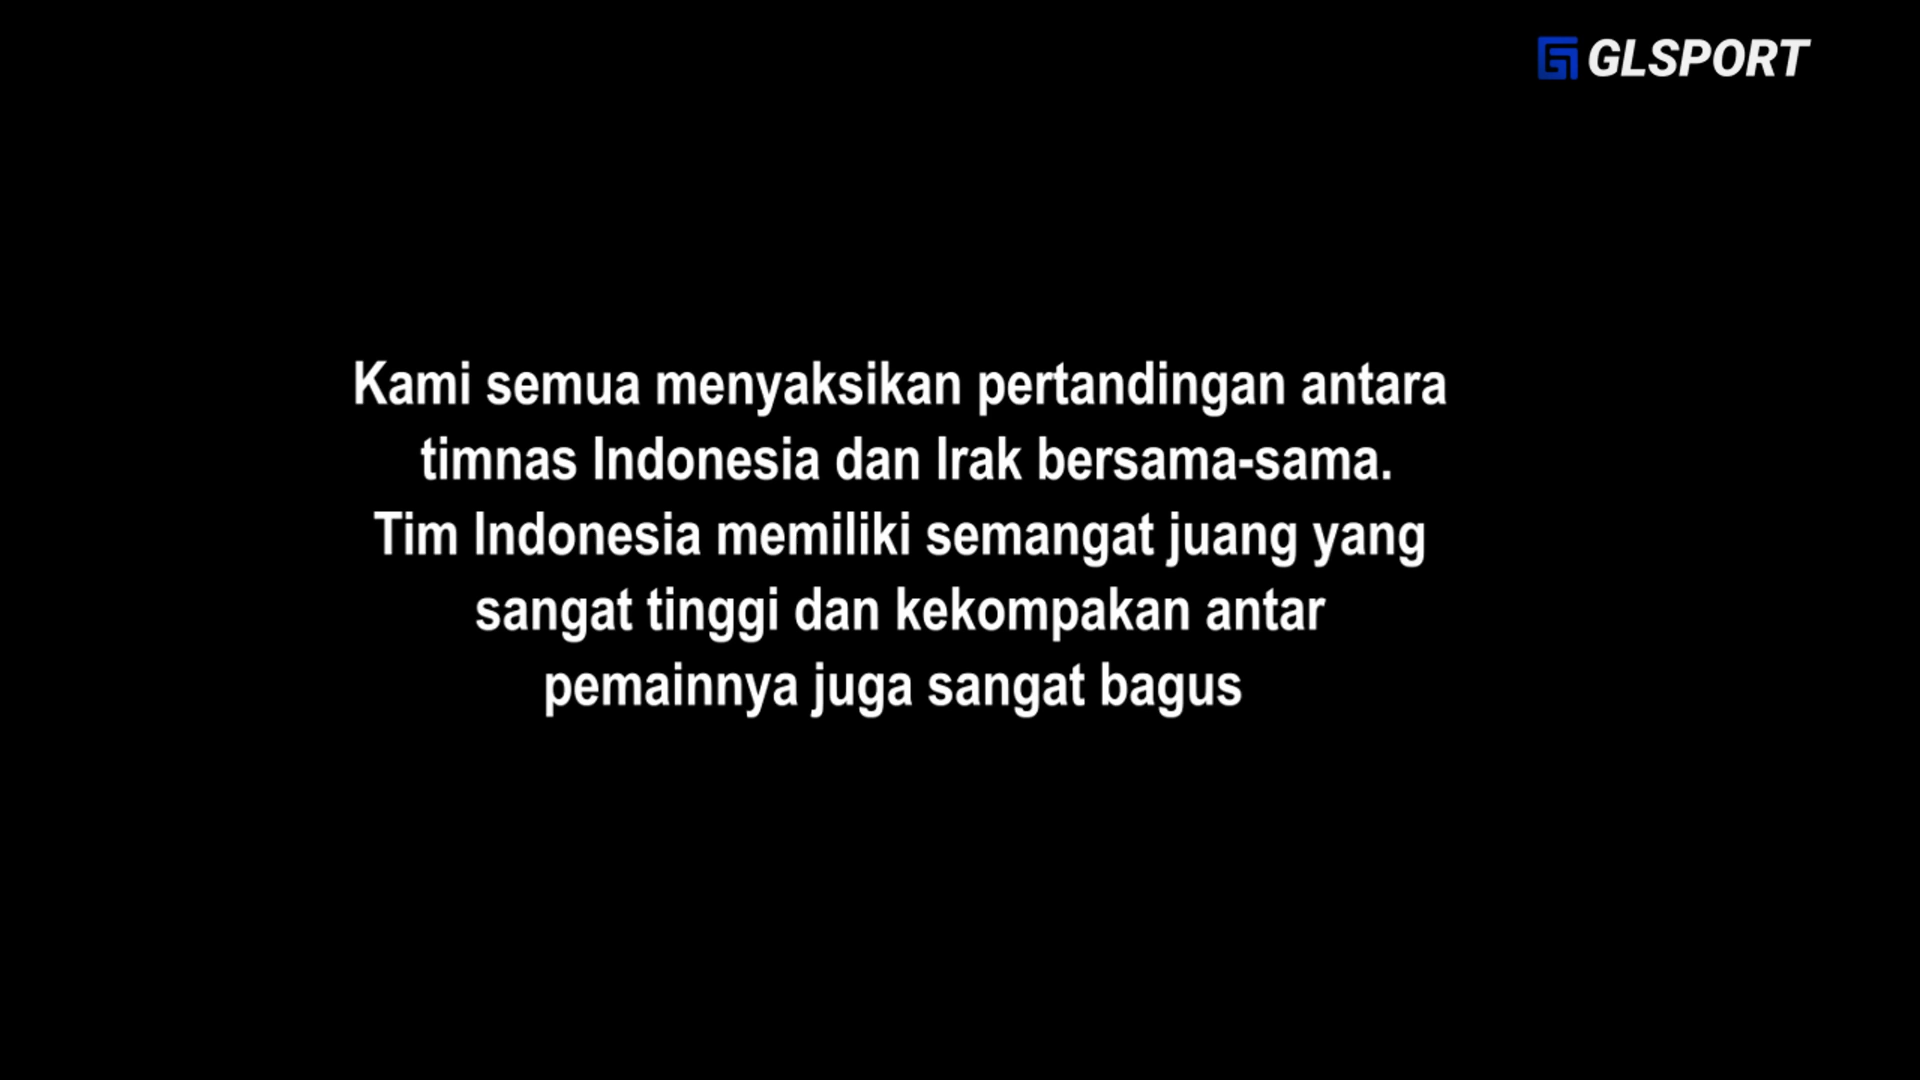 GLSPORT
Kami semua menyaksikan pertandingan antara
timnas Indonesia dan Irak bersama-sama.
Tim Indonesia memiliki semangat juang yang
sangat tinggi dan kekompakan antar
pemainnya juga sangat bagus